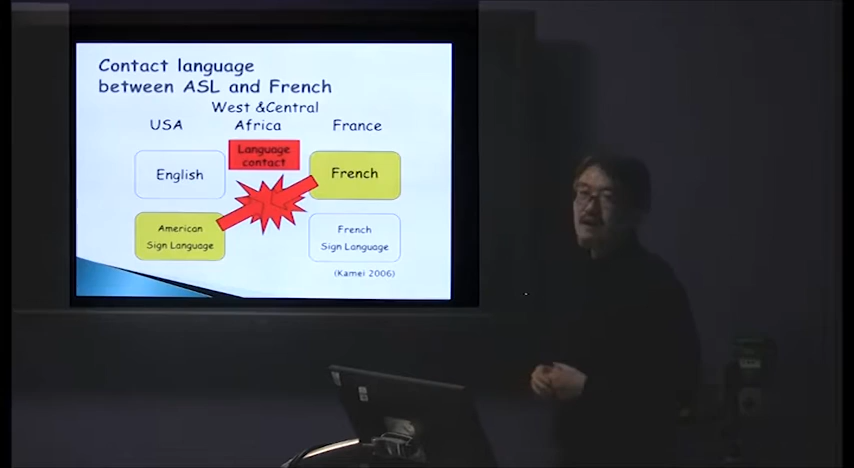 Contact language
between ASL and French
West &Central
USA Africa France
Language
contact
English
French
American
Sign Language
French
Sign Language
(Kamei 2006)